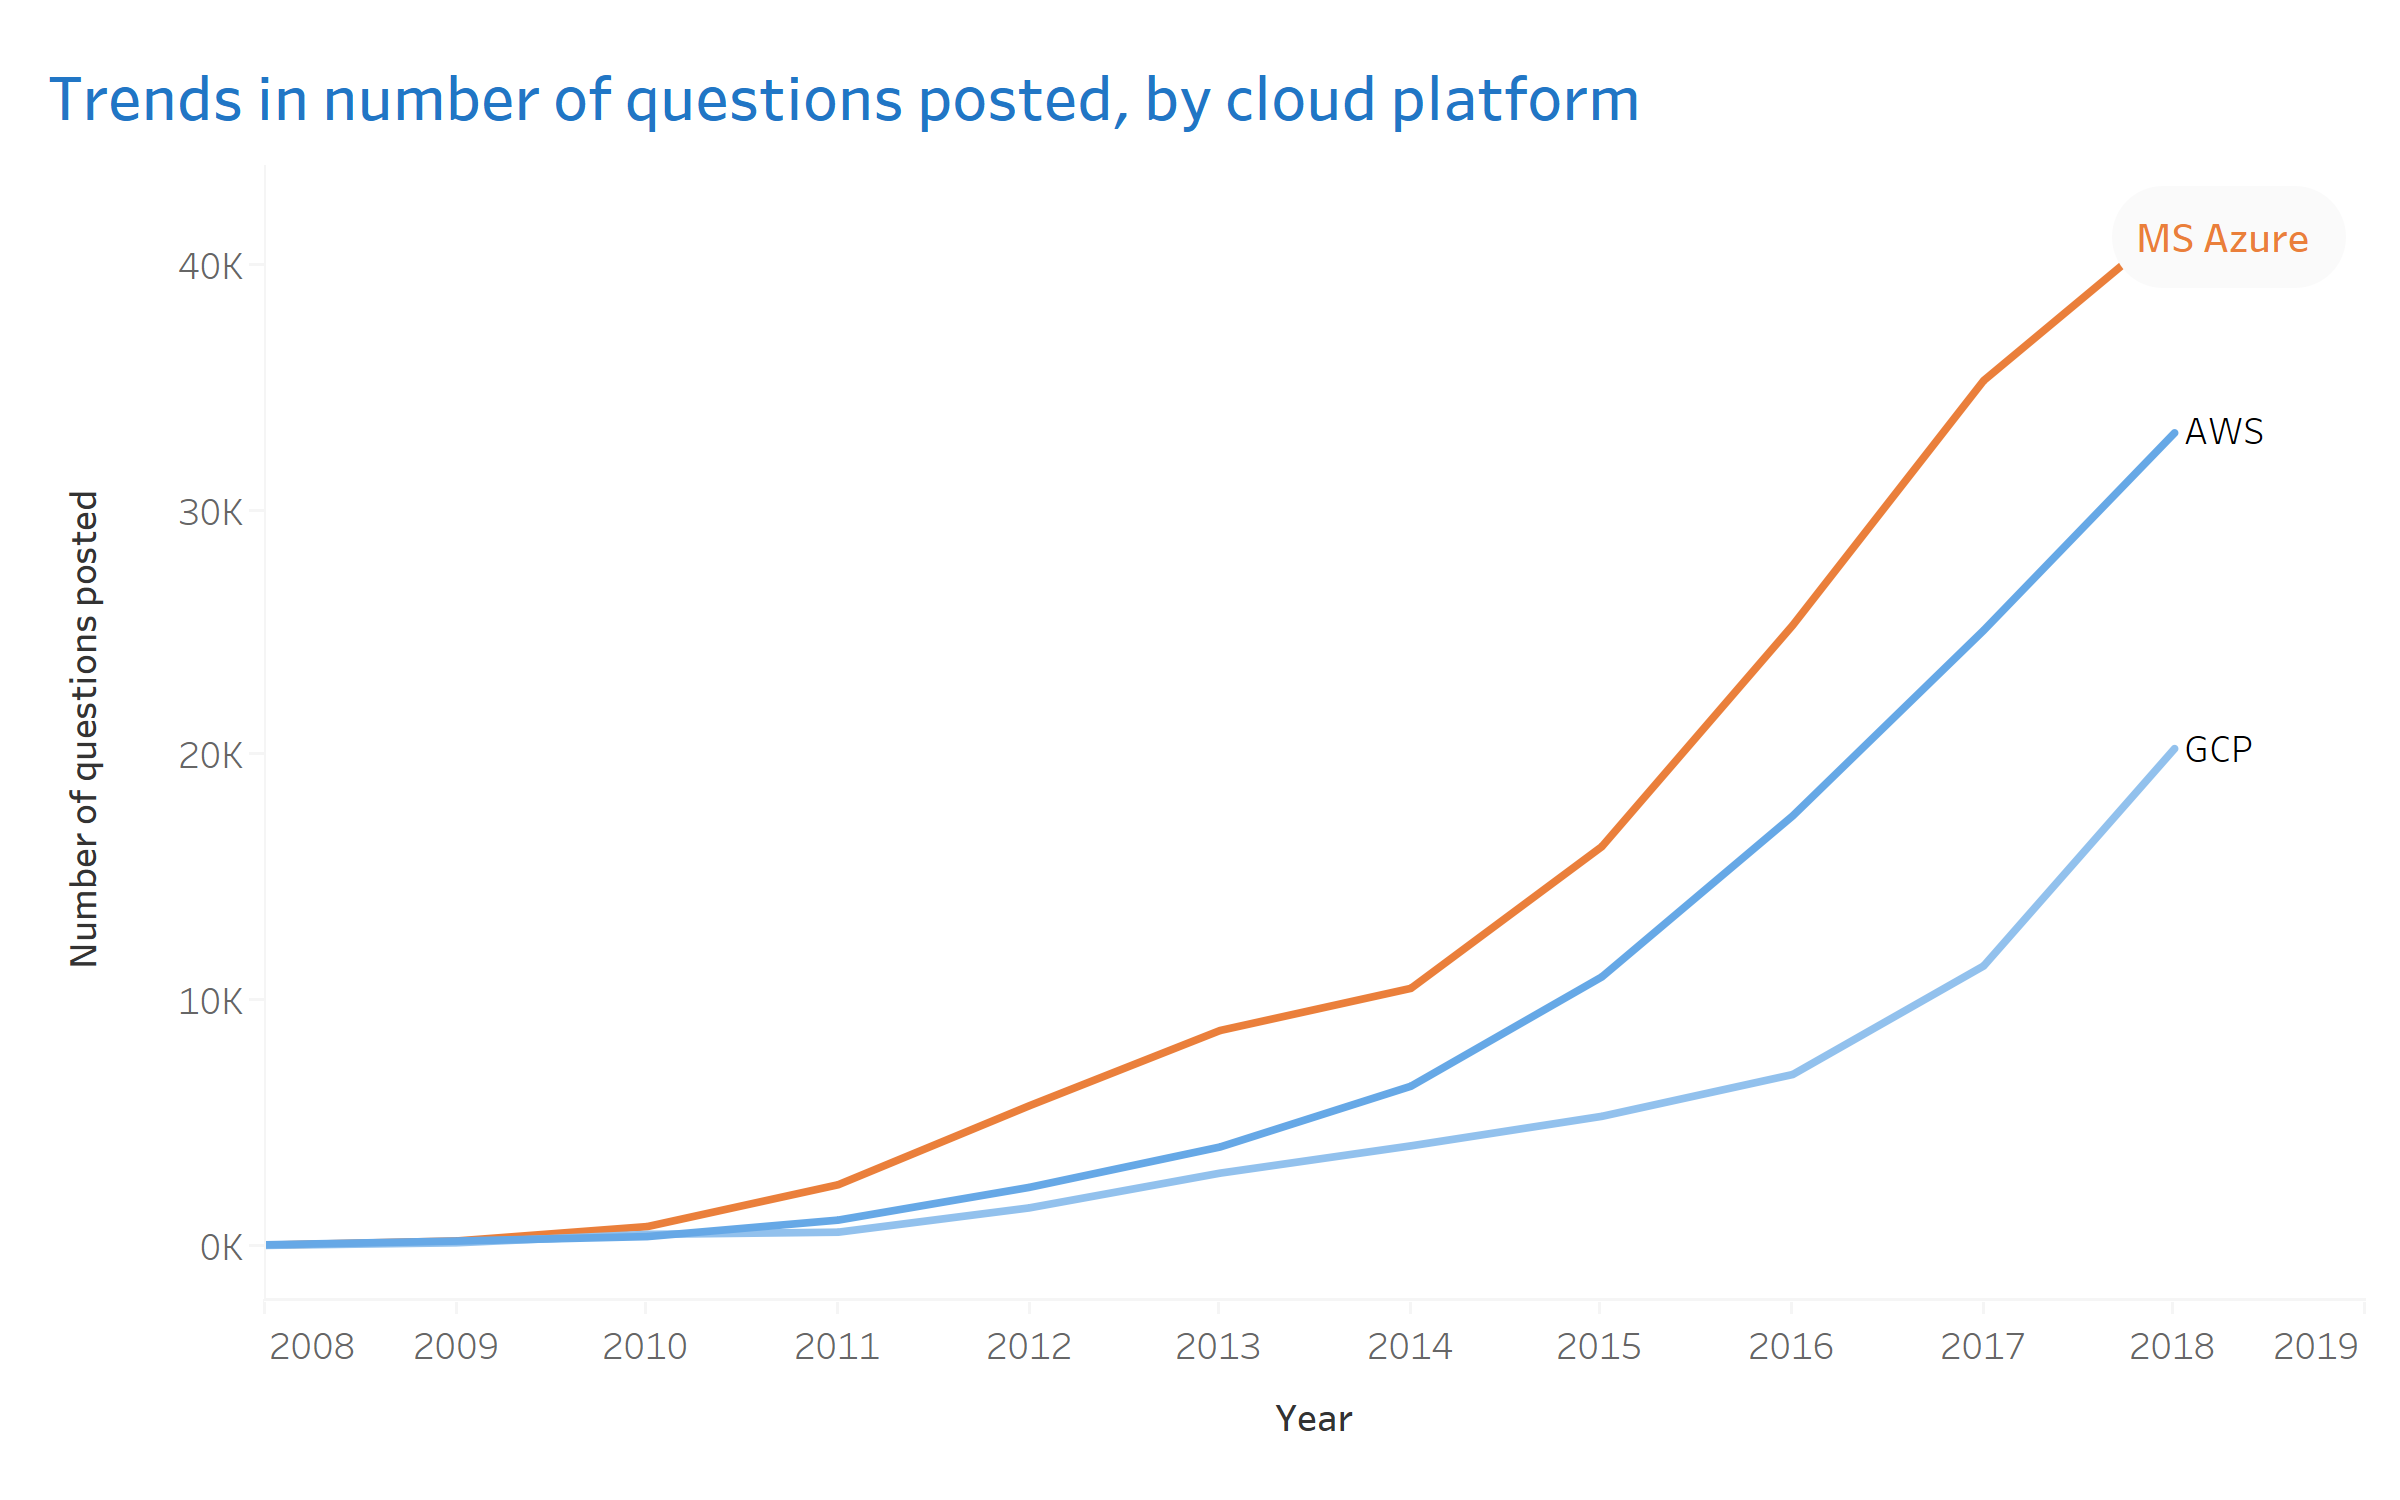 Trends in number of questions posted, by cloud platform
MS Azure
40K
AWS
30K
Number of questions posted
GCP
20K
10K
0K
2008 2009 2010 2011 2012 2013 2014 2015 2016 2017 2018 2019
Year